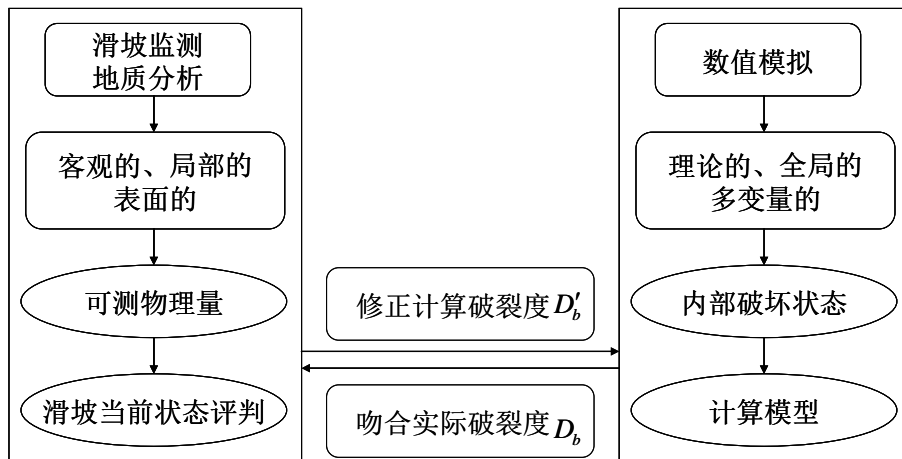 滑坡监测
地质分析
客观的、局部的
表面的
可测物理量
滑坡当前状态评判
修正计算破裂度 D'_b
吻合实际破裂度 D_b
数值模拟
理论的、全局的
多变量的
内部破坏状态
计算模型